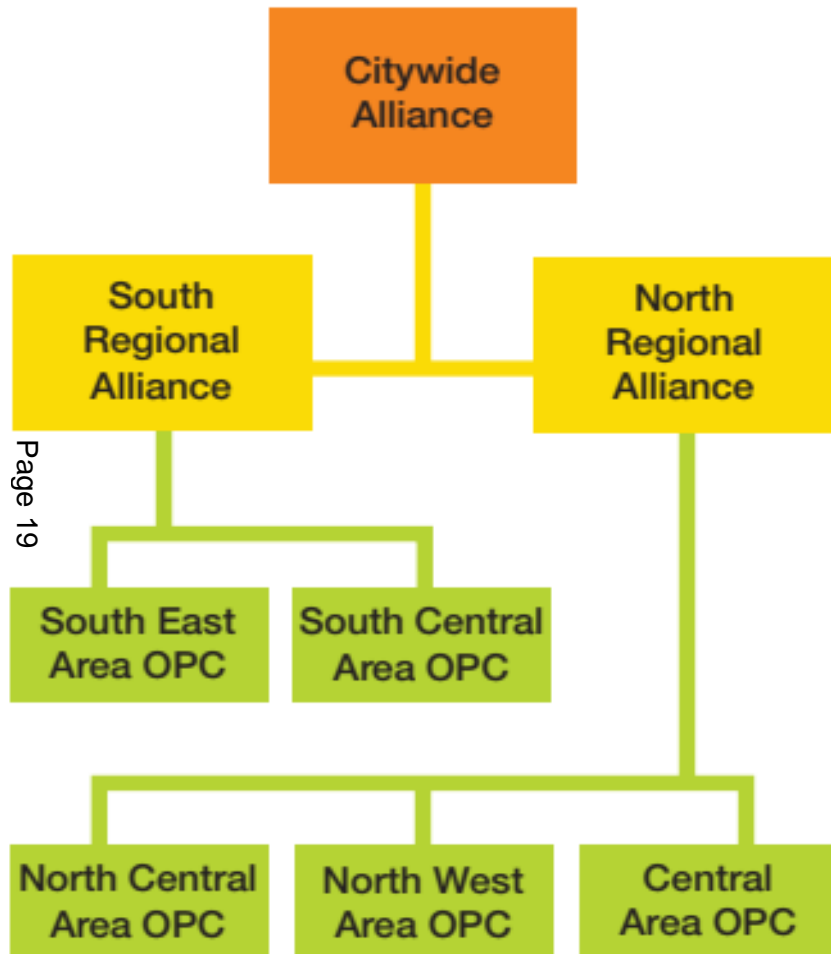 Citywide
Alliance
South
Regional
Alliance
North
Regional
Alliance
Page 19
South East
Area OPC
South Central
Area OPC
North Central
Area OPC
North West
Area OPC
Central
Area OPC